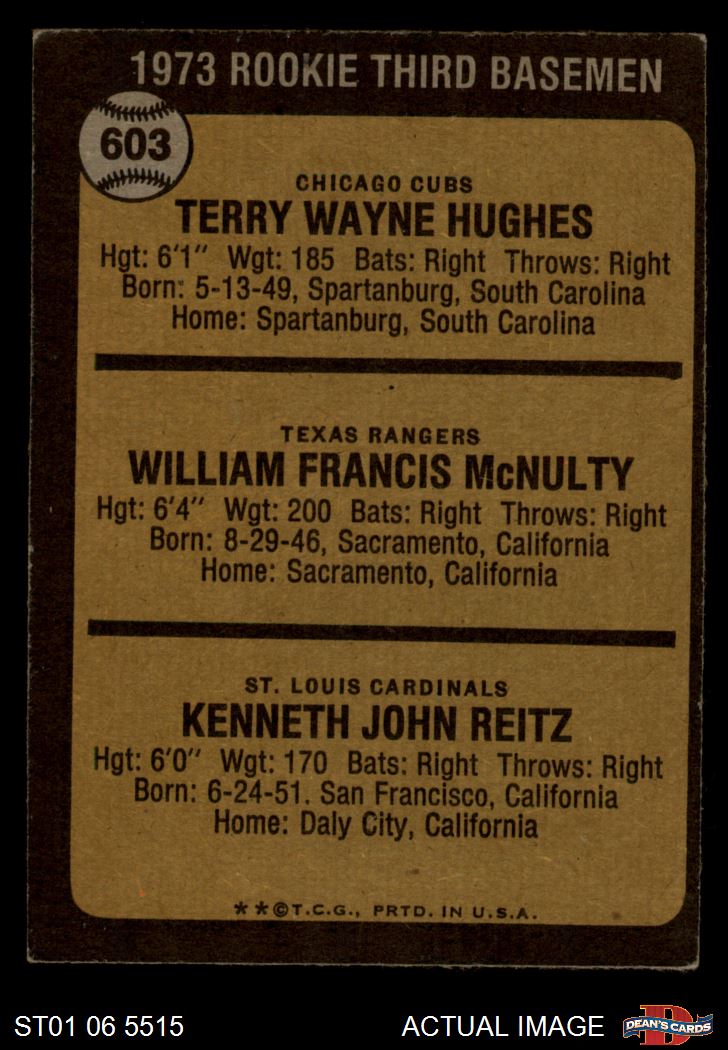 1973 ROOKIE THIRD BASEMEN
603
CHICAGO CUBS
TERRY WAYNE HUGHES
Hgt: 6'1" Wgt: 185 Bats: Right Throws: Right
Born: 5-13-49, Spartanburg, South Carolina
Home: Spartanburg, South Carolina
TEXAS RANGERS
WILLIAM FRANCIS McNULTY
Hgt: 6'4" Wgt: 200 Bats: Right Throws: Right
Born: 8-29-46, Sacramento, California
Home: Sacramento, California
ST. LOUIS CARDINALS
KENNETH JOHN REITZ
Hgt: 6'0" Wgt: 170 Bats: Right Throws: Right
Born: 6-24-51. San Francisco, California
Home: Daly City, California
**©T.C.G., PRTD. IN U.S.A.
ST01 06 5515 ACTUAL IMAGE
D
DEAN'S CARDS